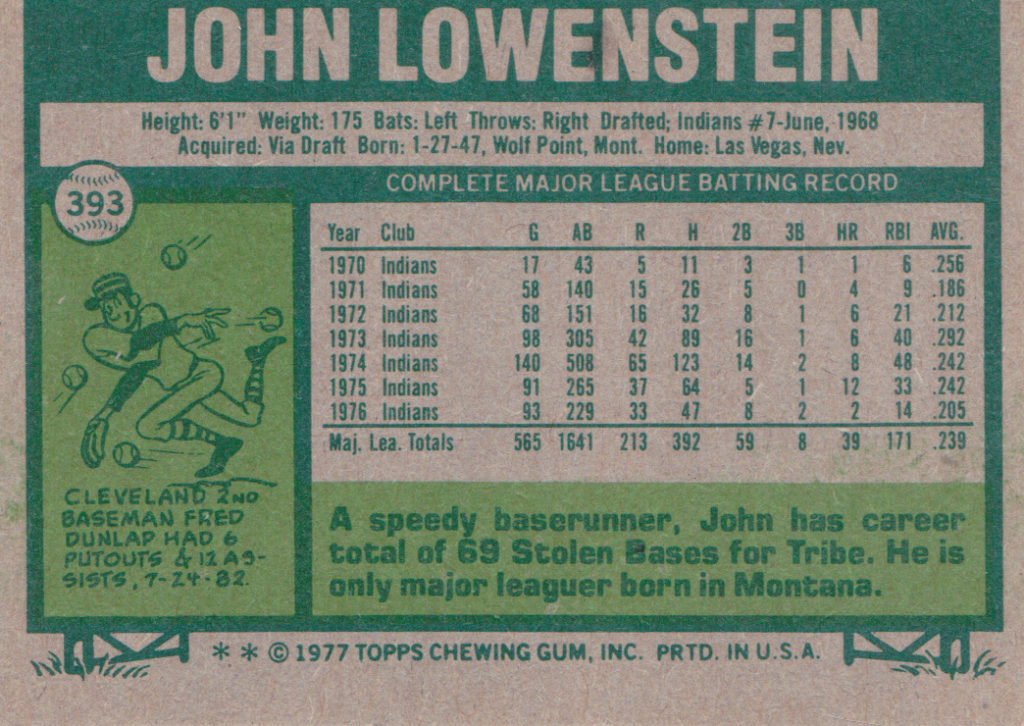 JOHN LOWENSTEIN
Height: 6'1" Weight: 175 Bats: Left Throws: Right Drafted; Indians #7-June, 1968
Acquired: Via Draft Born: 1-27-47, Wolf Point, Mont. Home: Las Vegas, Nev.
393
COMPLETE MAJOR LEAGUE BATTING RECORD
Year Club G AB R H 2B 3B HR RBI AVG.
1970 Indians 17 43 5 11 3 1 1 6 .256
1971 Indians 58 140 15 26 5 0 4 9 .186
1972 Indians 68 151 16 32 8 1 6 21 .212
1973 Indians 98 305 42 89 16 1 6 40 .292
1974 Indians 140 508 65 123 14 2 8 48 .242
1975 Indians 91 265 37 64 5 1 12 33 .242
1976 Indians 93 229 33 47 8 2 2 14 .205
Maj. Lea. Totals 565 1641 213 392 59 8 39 171 .239
CLEVELAND 2ND
BASEMAN FRED
DUNLAP HAD 6
PUTOUTS & 12 AS-
SISTS, 7-24-82.
A speedy baserunner, John has career
total of 69 Stolen Bases for Tribe. He is
only major leaguer born in Montana.
* * © 1977 TOPPS CHEWING GUM, INC. PRTD. IN U.S.A.